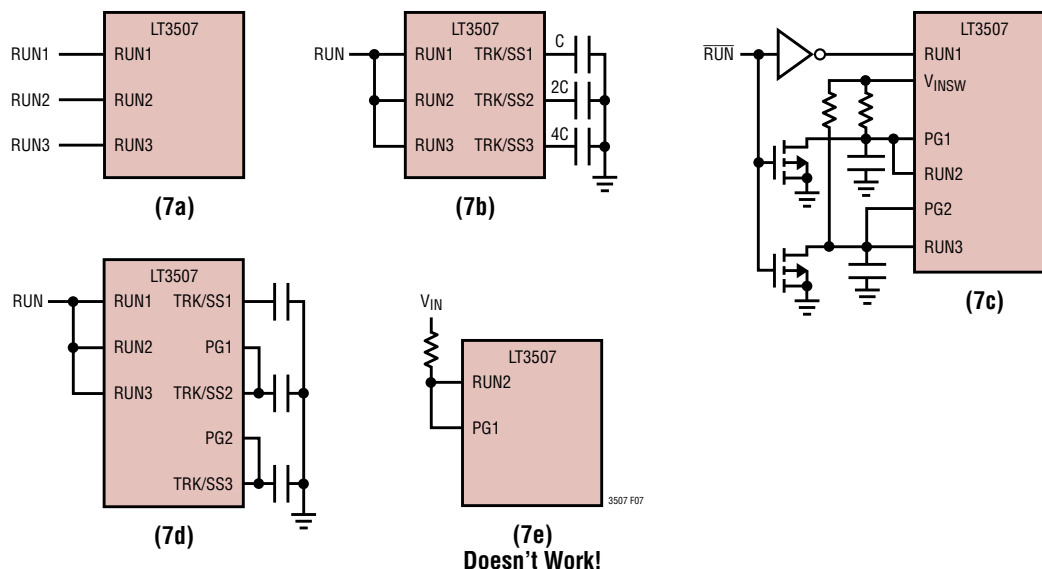 LT3507
RUN1
RUN1
RUN2
RUN2
RUN3
RUN3
(7a)
LT3507
RUN
RUN1
TRK/SS1
C
RUN2
TRK/SS2
2C
RUN3
TRK/SS3
4C
(7b)
LT3507
RUN
RUN1
VINSW
PG1
RUN2
PG2
RUN3
(7c)
LT3507
RUN
RUN1
TRK/SS1
RUN2
PG1
RUN3
TRK/SS2
PG2
TRK/SS3
(7d)
VIN
LT3507
RUN2
PG1
3507 F07
(7e)
Doesn't Work!